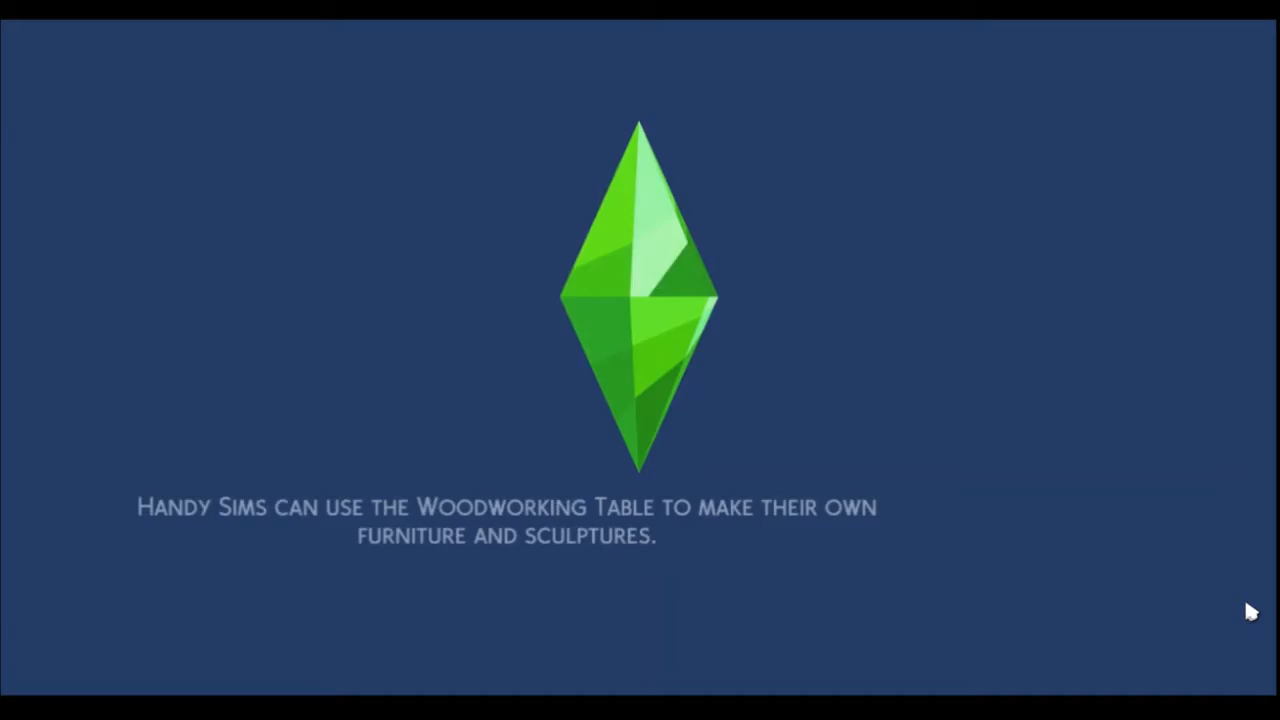 Handy Sims can use the Woodworking Table to make their own
furniture and sculptures.